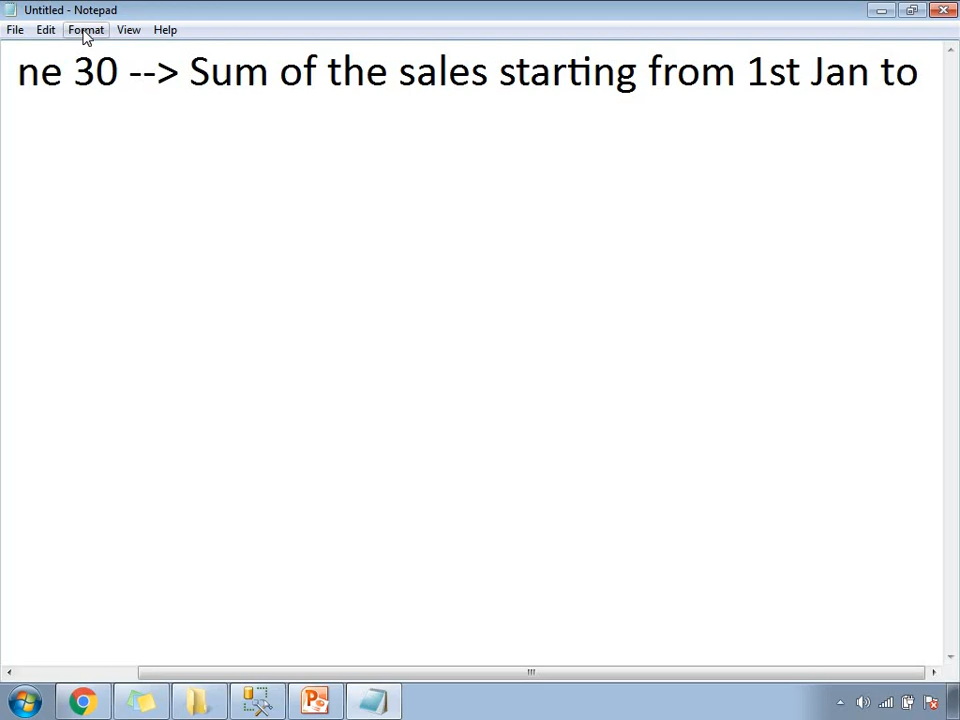 Untitled - Notepad
File Edit Format View Help
ne 30 --> Sum of the sales starting from 1st Jan to